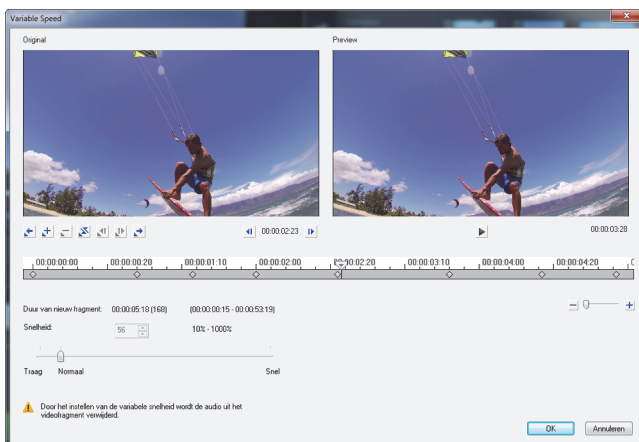 Variable Speed
Original
Preview
00:00:02:23
00:00:03:28
00:00:00:00 00:00:00:20 00:00:01:10 00:00:02:00 00:00:02:20 00:00:03:10 00:00:04:00 00:00:04:20
Duur van nieuw fragment: 00:00:05:18 (168) (00:00:00:15 - 00:00:53:19)
Snelheid: 56 10% - 1000%
Traag Normaal Snel
Door het instellen van de variabele snelheid wordt de audio uit het
videofragment verwijderd.
OK Annuleren